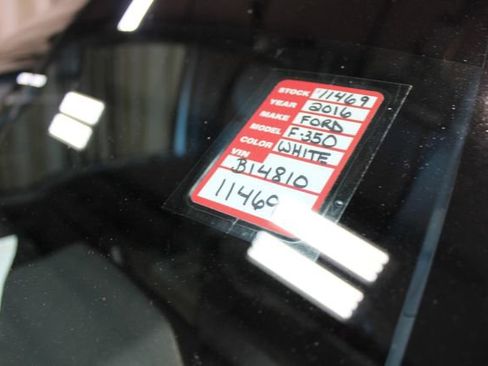 STOCK 11469
YEAR 2016
MAKE FORD
MODEL F-350
COLOR WHITE
VIN
B14810
11469